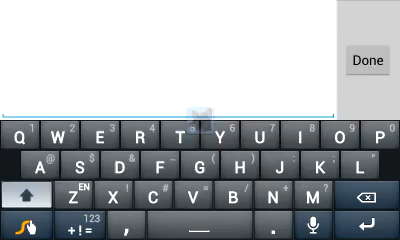 Done
Q 1 W 2 E 3 R 4 T 5 Y 6 U 7 I 8 O 9 P 0
A @ S $ D & F _ G ( H ) J : K ; L "
Z EN X ! C # V = B / N + M ?
123 +!= , .